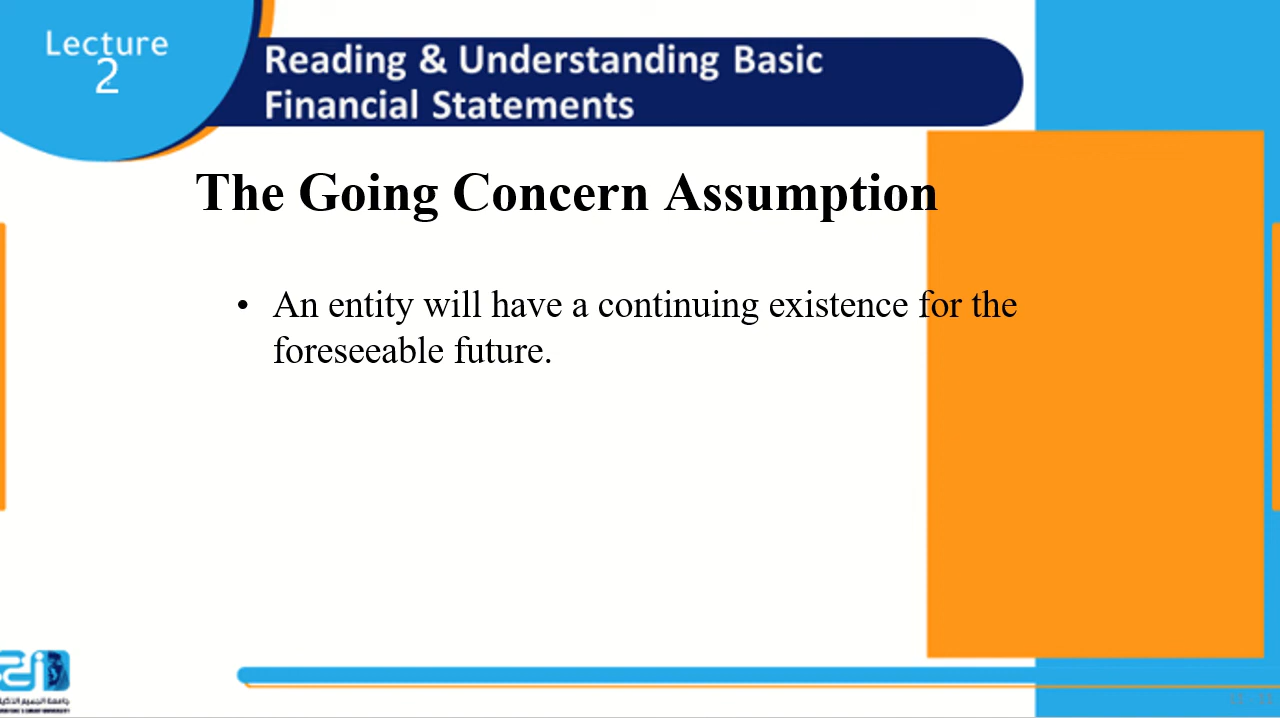 Lecture
2
Reading & Understanding Basic
Financial Statements
The Going Concern Assumption
• An entity will have a continuing existence for the
foreseeable future.